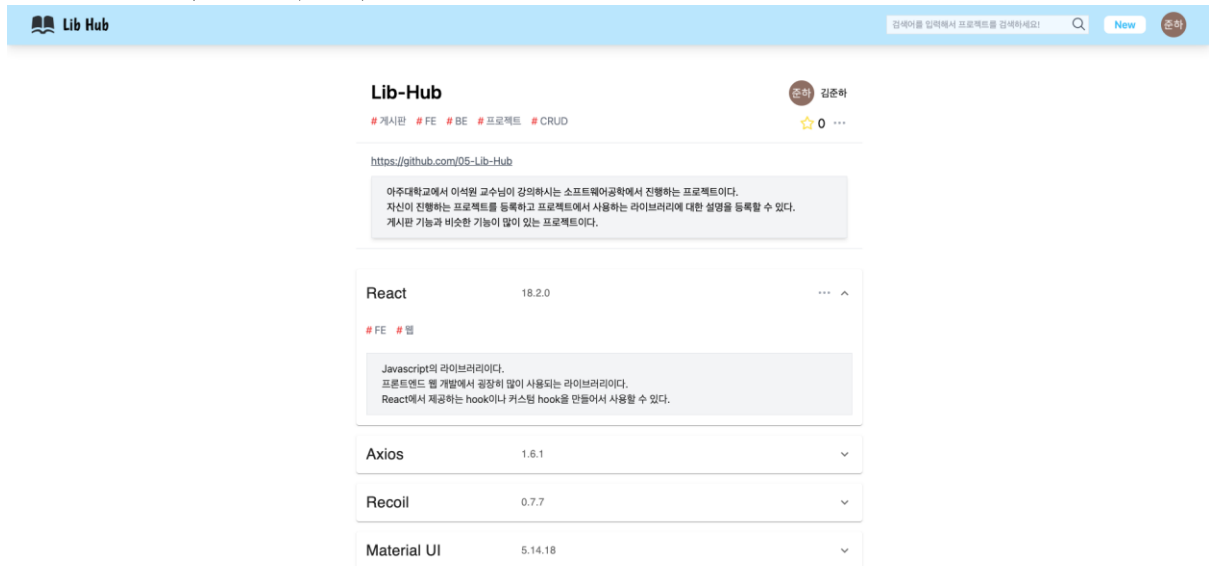 Lib Hub
검색어를 입력해서 프로젝트를 검색하세요!
New
준하
Lib-Hub
준하 김준하
# 게시판 # FE # BE # 프로젝트 # CRUD
0 ···
https://github.com/05-Lib-Hub
아주대학교에서 이석원 교수님이 강의하시는 소프트웨어공학에서 진행하는 프로젝트이다.
자신이 진행하는 프로젝트를 등록하고 프로젝트에서 사용하는 라이브러리에 대한 설명을 등록할 수 있다.
게시판 기능과 비슷한 기능이 많이 있는 프로젝트이다.
React 18.2.0 ···
# FE # 웹
Javascript의 라이브러리이다.
프론트엔드 웹 개발에서 굉장히 많이 사용되는 라이브러리이다.
React에서 제공하는 hook이나 커스텀 hook을 만들어서 사용할 수 있다.
Axios 1.6.1
Recoil 0.7.7
Material UI 5.14.18